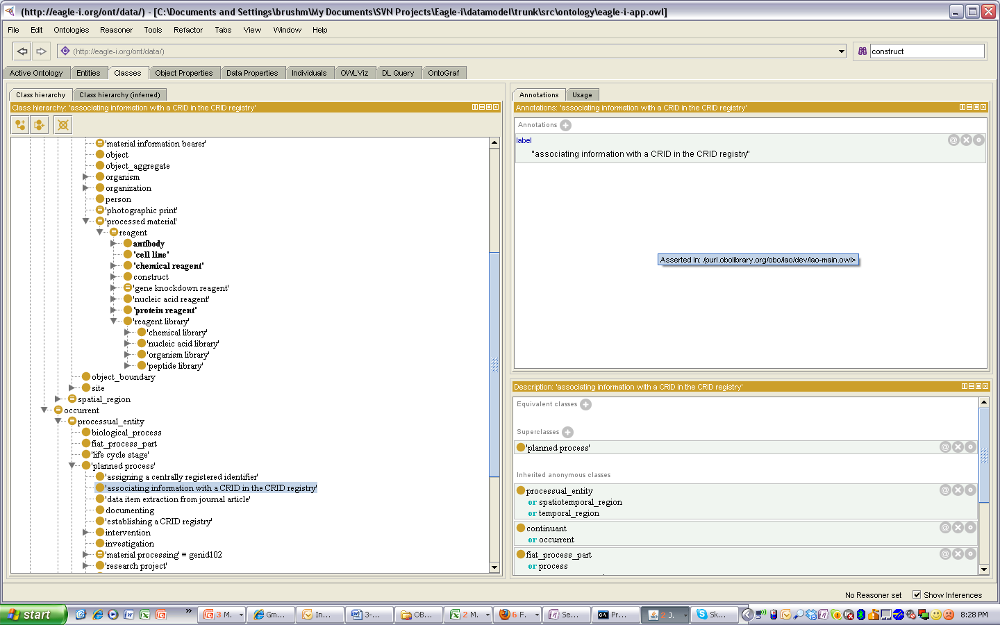 (http://eagle-i.org/ont/data/) - [C:\Documents and Settings\brushm\My Documents\SVN Projects\Eagle-i\datamodel\trunk\src\ontology\eagle-i-app.owl]
File Edit Ontologies Reasoner Tools Refactor Tabs View Window Help
(http://eagle-i.org/ont/data/)
construct
Active Ontology Entities Classes Object Properties Data Properties Individuals OWLViz DL Query OntoGraf
Class hierarchy Class hierarchy (inferred)
Class hierarchy: 'associating information with a CRID in the CRID registry'
'material information bearer'
object
object_aggregate
organism
organization
person
'photographic print'
'processed material'
reagent
antibody
'cell line'
'chemical reagent'
construct
'gene knockdown reagent'
'nucleic acid reagent'
'protein reagent'
'reagent library'
'chemical library'
'nucleic acid library'
'organism library'
'peptide library'
object_boundary
site
spatial_region
occurrent
processual_entity
biological_process
fiat_process_part
'life cycle stage'
'planned process'
'assigning a centrally registered identifier'
'associating information with a CRID in the CRID registry'
'data item extraction from journal article'
documenting
'establishing a CRID registry'
intervention
investigation
'material processing' ≡ genid102
'research project'
Annotations Usage
Annotations: 'associating information with a CRID in the CRID registry'
Annotations
label
"associating information with a CRID in the CRID registry"
Asserted in: /purl.obolibrary.org/obo/iao/dev/iao-main.owl>
Description: 'associating information with a CRID in the CRID registry'
Equivalent classes
Superclasses
'planned process'
Inherited anonymous classes
processual_entity
or spatiotemporal_region
or temporal_region
continuant
or occurrent
fiat_process_part
or process
No Reasoner set Show Inferences
start 3 M. Gm... In... 3-... OB... 2 M. 6 F. Se... Pr... 2 J. Sk... 8:28 PM